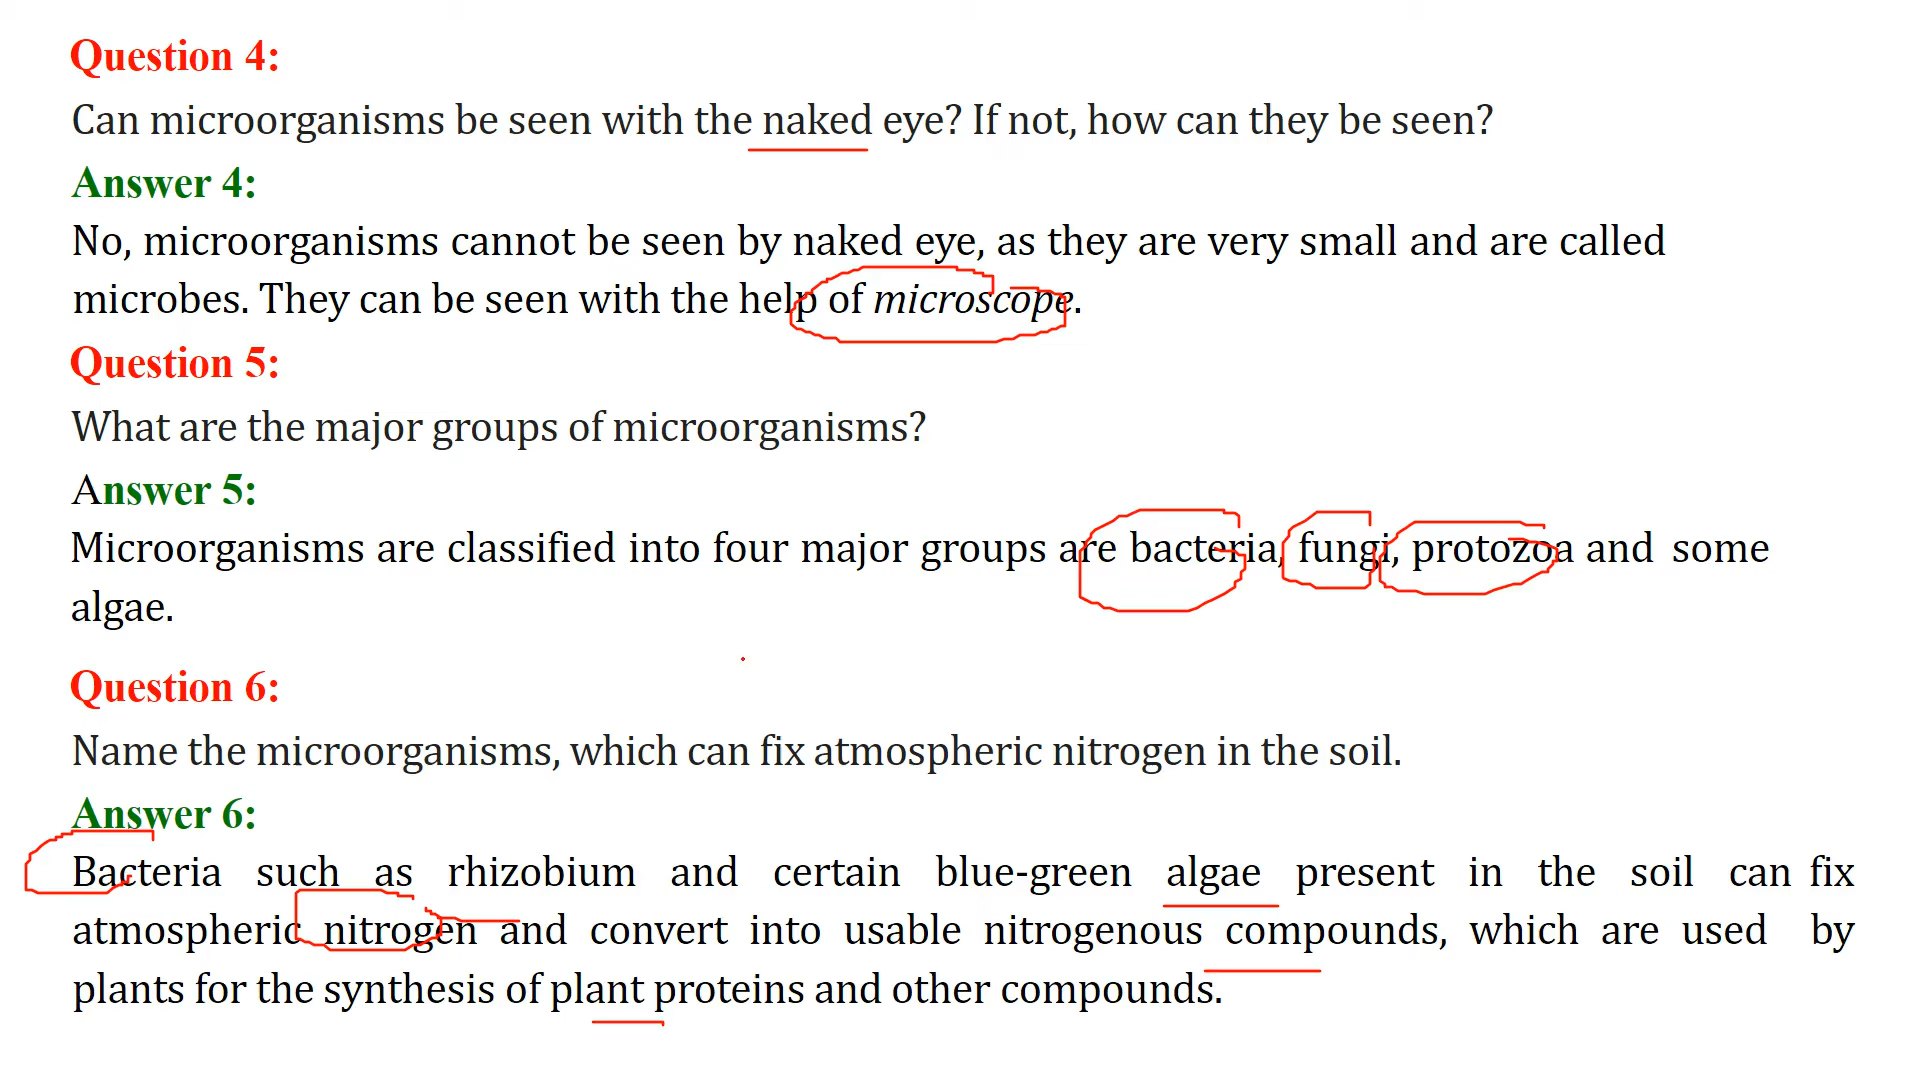 Question 4:
Can microorganisms be seen with the naked eye? If not, how can they be seen?
Answer 4:
No, microorganisms cannot be seen by naked eye, as they are very small and are called
microbes. They can be seen with the help of microscope.
Question 5:
What are the major groups of microorganisms?
Answer 5:
Microorganisms are classified into four major groups are bacteria, fungi, protozoa and some
algae.
Question 6:
Name the microorganisms, which can fix atmospheric nitrogen in the soil.
Answer 6:
Bacteria such as rhizobium and certain blue-green algae present in the soil can fix
atmospheric nitrogen and convert into usable nitrogenous compounds, which are used by
plants for the synthesis of plant proteins and other compounds.